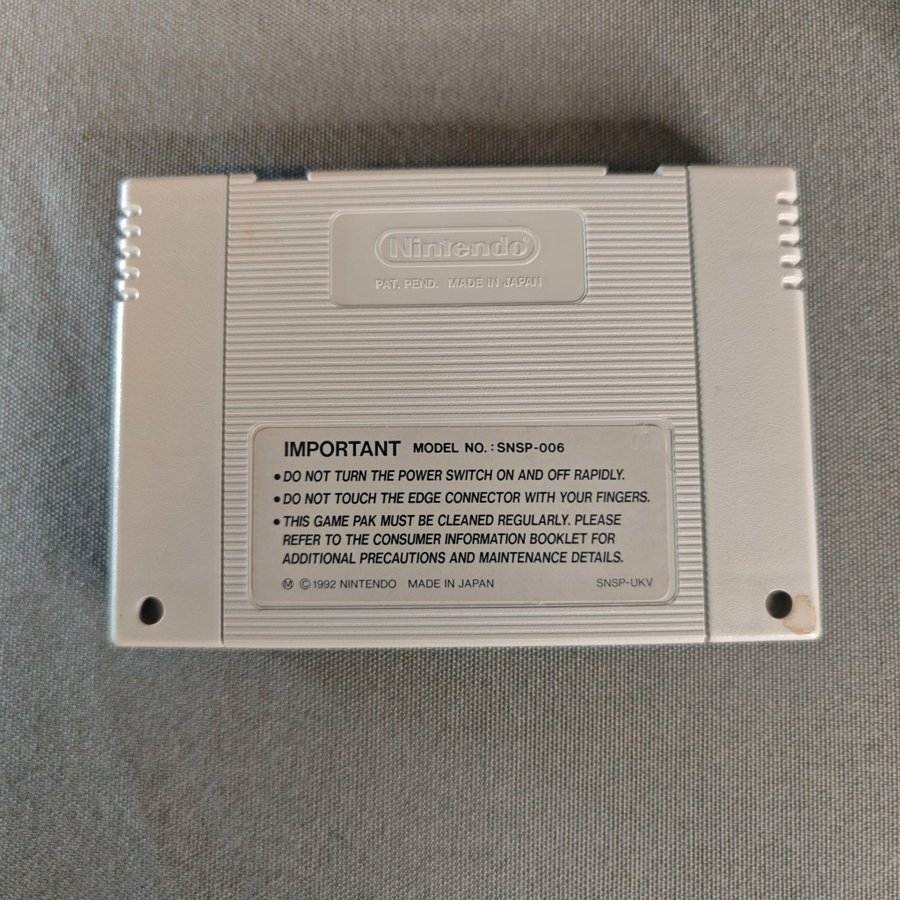 Nintendo®
PAT. PEND. MADE IN JAPAN
IMPORTANT MODEL NO.: SNSP-006
•DO NOT TURN THE POWER SWITCH ON AND OFF RAPIDLY.
•DO NOT TOUCH THE EDGE CONNECTOR WITH YOUR FINGERS.
•THIS GAME PAK MUST BE CLEANED REGULARLY. PLEASE
REFER TO THE CONSUMER INFORMATION BOOKLET FOR
ADDITIONAL PRECAUTIONS AND MAINTENANCE DETAILS.
Ⓜ ©1992 NINTENDO MADE IN JAPAN SNSP-UKV